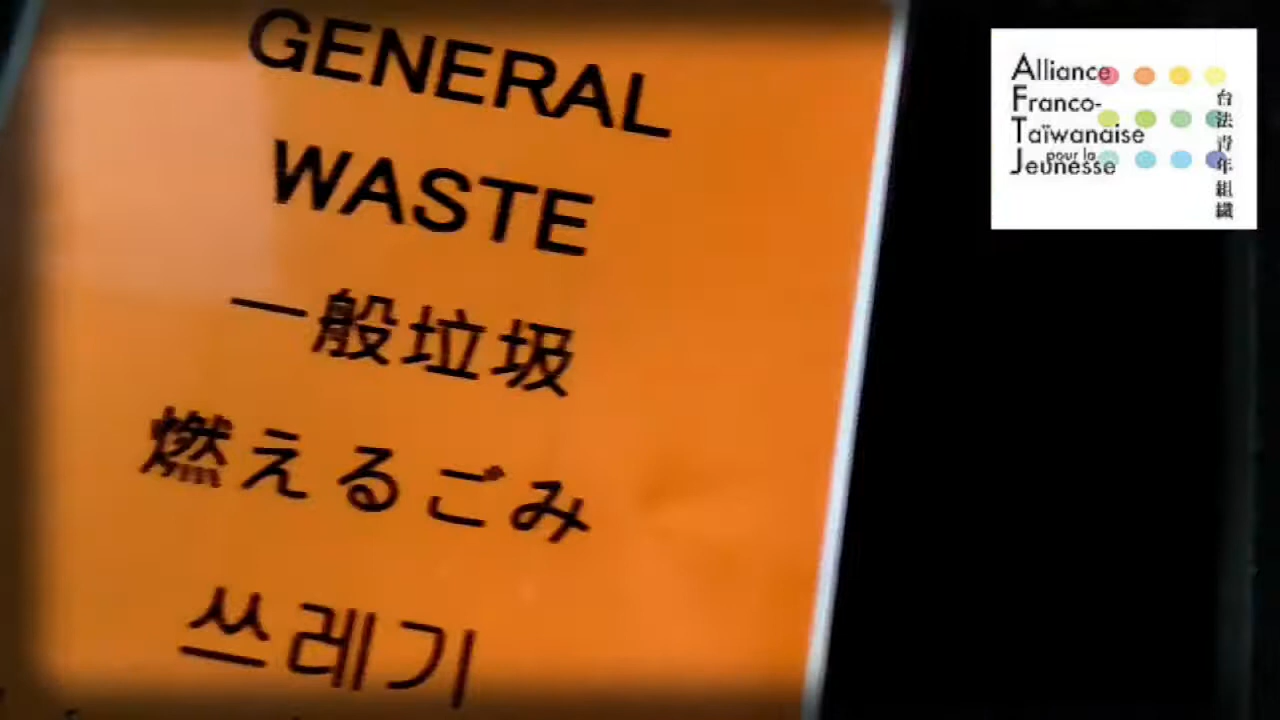 GENERAL
WASTE
一般垃圾
燃えるごみ
쓰레기
Alliance
Franco-
Taïwanaise
pour la
Jeunesse
台法青年組織